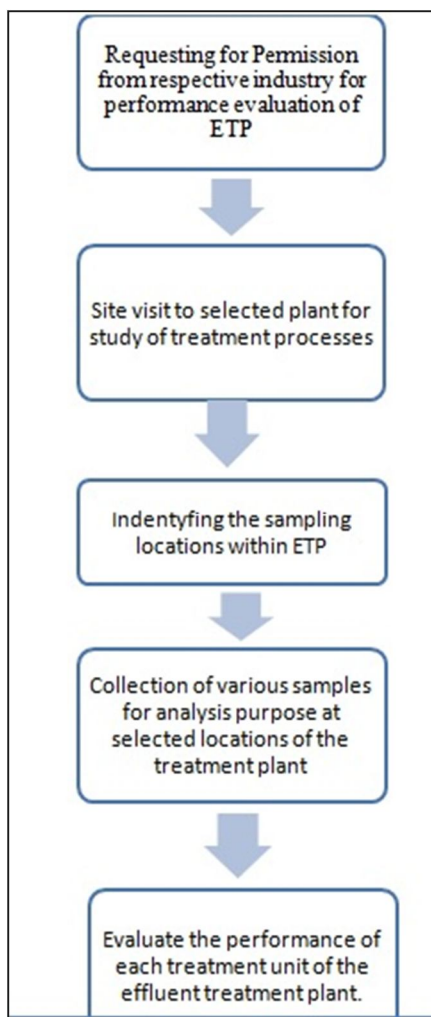 Requesting for Permission
from respective industry for
performance evaluation of
ETP
Site visit to selected plant for
study of treatment processes
Indentyfing the sampling
locations within ETP
Collection of various samples
for analysis purpose at
selected locations of the
treatment plant
Evaluate the performance of
each treatment unit of the
effluent treatment plant.